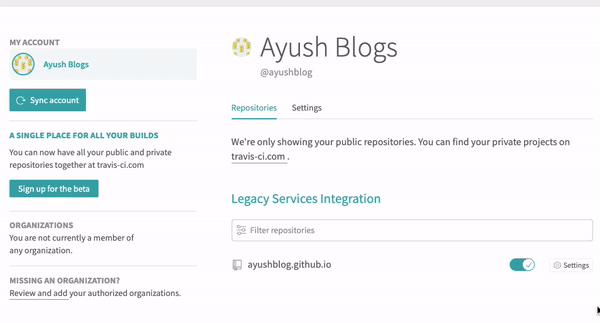 MY ACCOUNT
Ayush Blogs
Sync account
A SINGLE PLACE FOR ALL YOUR BUILDS
You can now have all your public and private
repositories together at travis-ci.com
Sign up for the beta
ORGANIZATIONS
You are not currently a member of
any organization.
MISSING AN ORGANIZATION?
Review and add your authorized organizations.
Ayush Blogs
@ayushblog
Repositories
Settings
We're only showing your public repositories. You can find your private projects on
travis-ci.com .
Legacy Services Integration
Filter repositories
ayushblog.github.io
Settings